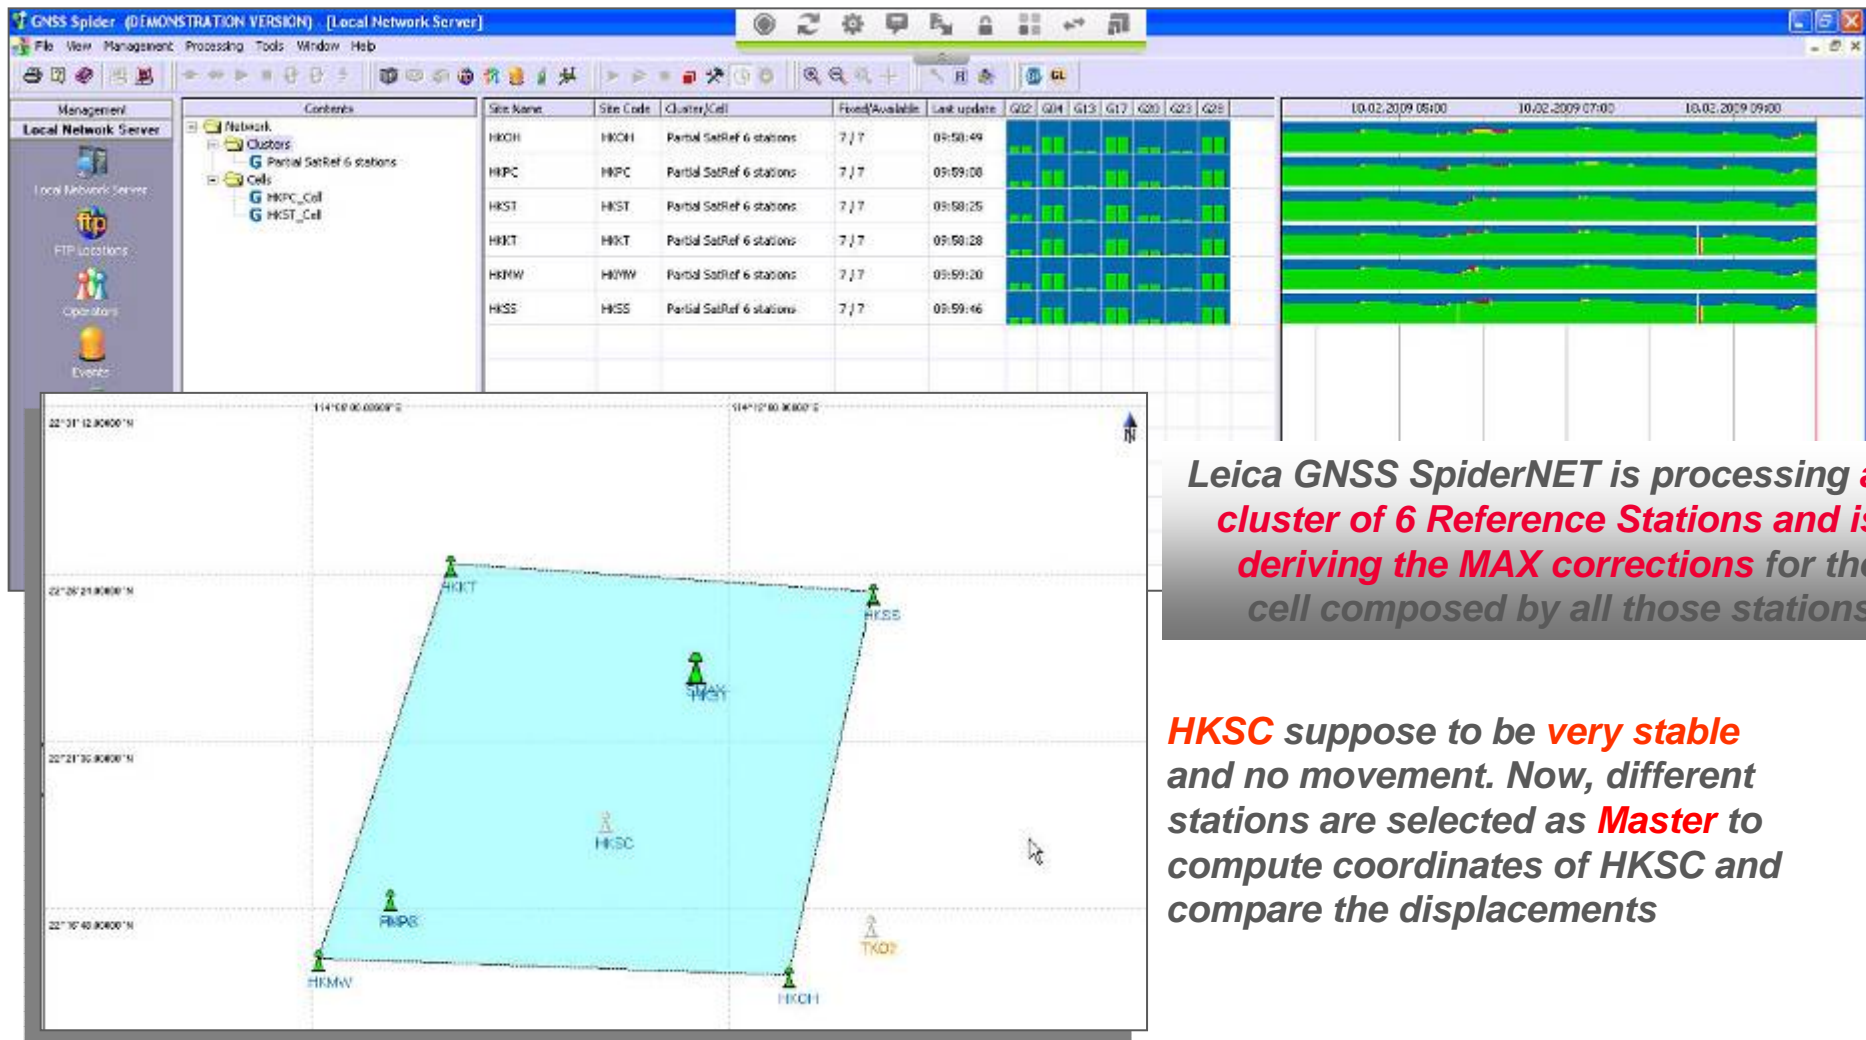 GNSS Spider (DEMONSTRATION VERSION) - [Local Network Server]
File View Management Processing Tools Window Help
Management
Contents
Site Name Site Code Cluster/Cell Fixed/Available Last update G02 G04 G13 G17 G20 G23 G28
10.02.2009 07:00 10.02.2009 09:00
Local Network Server
Network
Clusters
Partial SatRef 6 stations
Cells
HKPC_Cell
HKST_Cell
Local Network Server
FTP Locations
Operators
Events
HKOH HKOH Partial SatRef 6 stations 7 / 7
HKPC HKPC Partial SatRef 6 stations 7 / 7 09:59:08
HKST HKST Partial SatRef 6 stations 7 / 7 09:58:25
HKKT HKKT Partial SatRef 6 stations 7 / 7 09:58:28
HKMW HKMW Partial SatRef 6 stations 7 / 7 09:59:20
HKSS HKSS Partial SatRef 6 stations 7 / 7 09:59:46
N
HKKT
HKSS
HKSC
TKO2
HKMW
HKOH
Leica GNSS SpiderNET is processing a
cluster of 6 Reference Stations and is
deriving the MAX corrections for the
cell composed by all those stations
HKSC suppose to be very stable
and no movement. Now, different
stations are selected as Master to
compute coordinates of HKSC and
compare the displacements